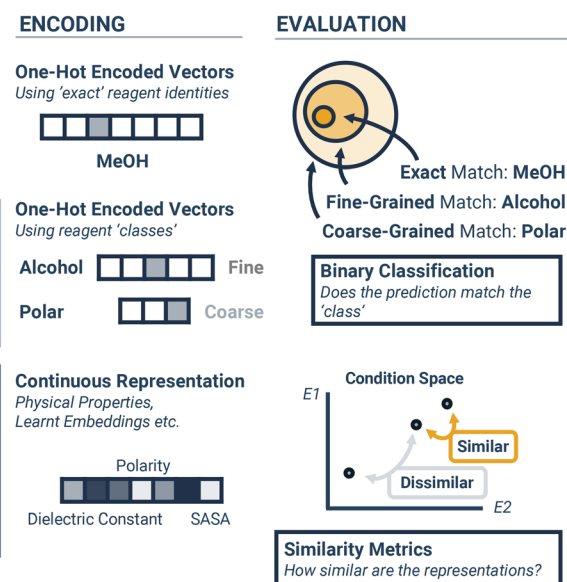 ENCODING
One-Hot Encoded Vectors
Using 'exact' reagent identities
MeOH
One-Hot Encoded Vectors
Using reagent 'classes'
Alcohol
Fine
Polar
Coarse
Continuous Representation
Physical Properties,
Learnt Embeddings etc.
Polarity
Dielectric Constant
SASA
EVALUATION
Exact Match: MeOH
Fine-Grained Match: Alcohol
Coarse-Grained Match: Polar
Binary Classification
Does the prediction match the
'class'
Condition Space
E1
Similar
Dissimilar
E2
Similarity Metrics
How similar are the representations?